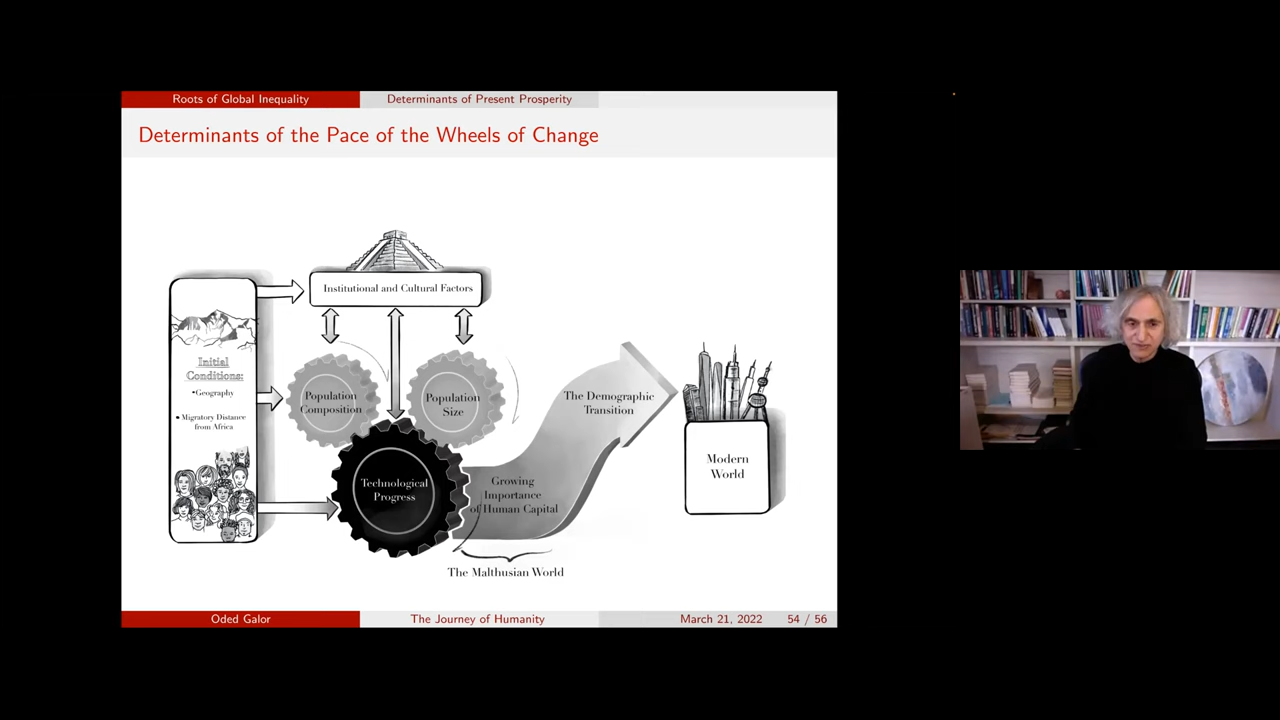 Roots of Global Inequality
Determinants of Present Prosperity
Determinants of the Pace of the Wheels of Change
Institutional and Cultural Factors
Initial
Conditions:
•Geography
• Migratory Distance
from Africa
Population
Composition
Population
Size
Technological
Progress
The Demographic
Transition
Growing
Importance
of Human Capital
The Malthusian World
Modern
World
Oded Galor
The Journey of Humanity
March 21, 2022
54 / 56